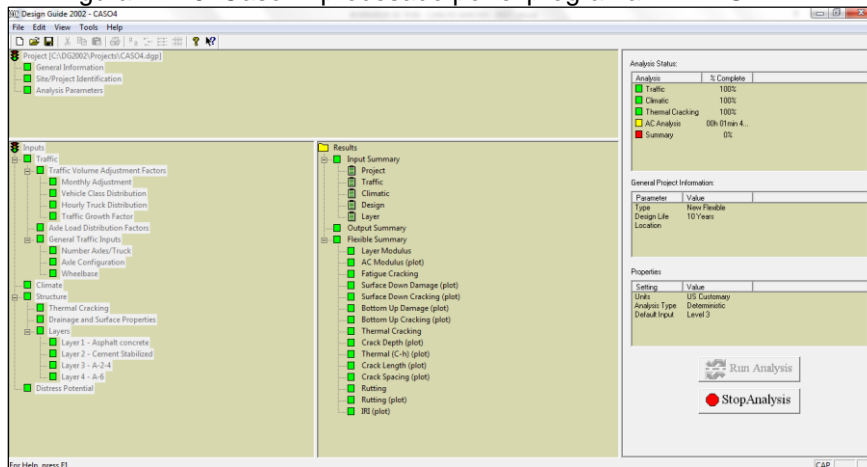 Design Guide 2002 - CASO4
File Edit View Tools Help
Project [C:\DG2002\Projects\CASO4.dgp]
General Information
Site/Project Identification
Analysis Parameters
Inputs
Traffic
Traffic Volume Adjustment Factors
Monthly Adjustment
Vehicle Class Distribution
Hourly Truck Distribution
Traffic Growth Factor
Axle Load Distribution Factors
General Traffic Inputs
Number Axles/Truck
Axle Configuration
Wheelbase
Climate
Structure
Thermal Cracking
Drainage and Surface Properties
Layers
Layer 1 - Asphalt concrete
Layer 2 - Cement Stabilized
Layer 3 - A-2-4
Layer 4 - A-6
Distress Potential
Results
Input Summary
Project
Traffic
Climatic
Design
Layer
Output Summary
Flexible Summary
Layer Modulus
AC Modulus (plot)
Fatigue Cracking
Surface Down Damage (plot)
Surface Down Cracking (plot)
Bottom Up Damage (plot)
Bottom Up Cracking (plot)
Thermal Cracking
Crack Depth (plot)
Thermal (C-h) (plot)
Crack Length (plot)
Crack Spacing (plot)
Rutting
Rutting (plot)
IRI (plot)
Analysis Status:
Analysis % Complete
Traffic 100%
Climatic 100%
Thermal Cracking 100%
AC Analysis 00h 01min 4...
Summary 0%
General Project Information:
Parameter Value
Type New Flexible
Design Life 10 Years
Location
Properties
Setting Value
Units US Customary
Analysis Type Deterministic
Default Input Level 3
Run Analysis
StopAnalysis
For Help, press F1
CAP